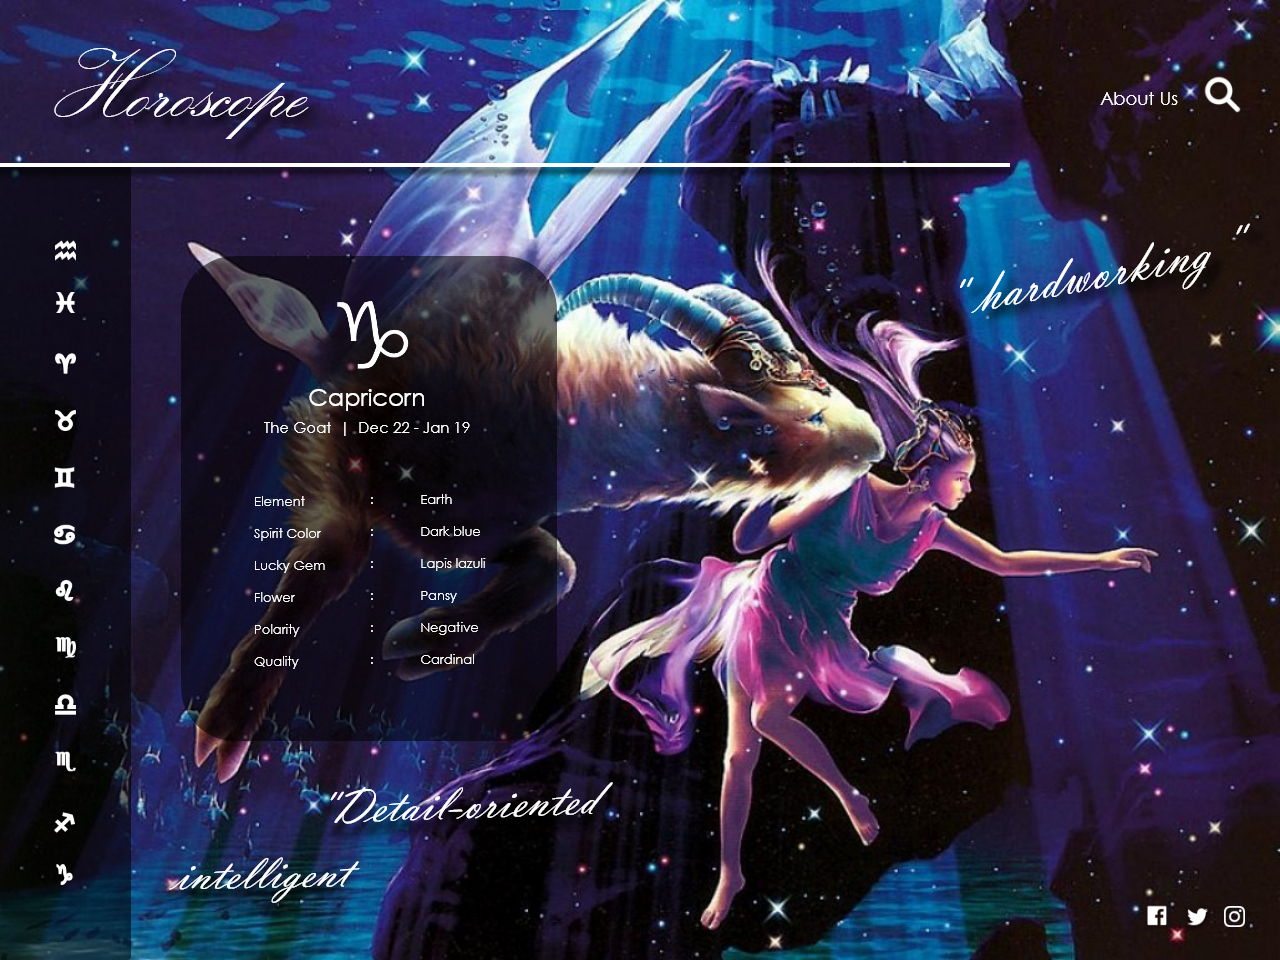 Horoscope
About Us
" hardworking "
Capricorn
The Goat | Dec 22 - Jan 19
Element : Earth
Spirit Color : Dark blue
Lucky Gem : Lapis lazuli
Flower : Pansy
Polarity : Negative
Quality : Cardinal
"Detail-oriented
intelligent